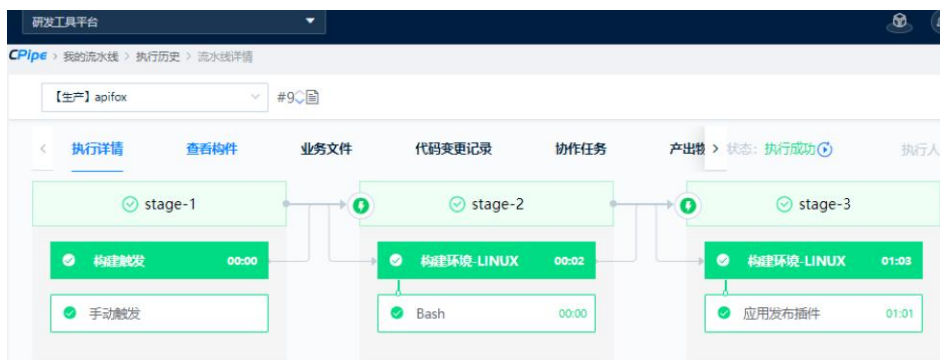 研发工具平台
CPipe > 我的流水线 > 执行历史 > 流水线详情
【生产】apifox #9
执行详情 查看构件 业务文件 代码变更记录 协作任务 产出物 状态: 执行成功 执行人
stage-1 stage-2 stage-3
构建触发 00:00 构建环境-LINUX 00:02 构建环境-LINUX 01:03
手动触发 Bash 00:00 应用发布插件 01:01